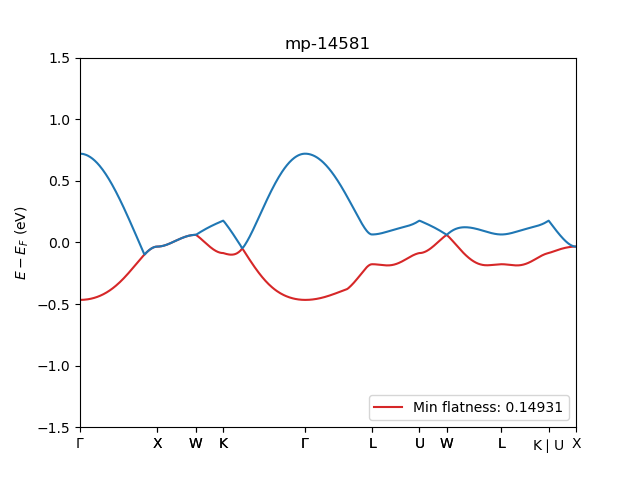 mp-14581
E − E_F (eV)
1.5
1.0
0.5
0.0
−0.5
−1.0
−1.5
Min flatness: 0.14931
Γ X W K Γ L U W L K | U X